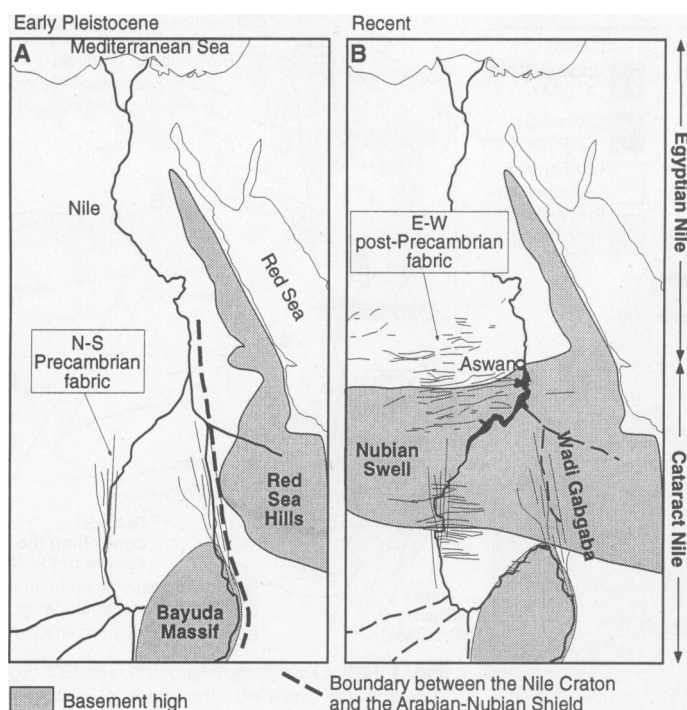 Early Pleistocene
Recent
A
Mediterranean Sea
B
Nile
Red Sea
N-S
Precambrian
fabric
Red
Sea
Hills
Bayuda
Massif
E-W
post-Precambrian
fabric
Aswan
Nubian
Swell
Wadi Gabgaba
Egyptian Nile
Cataract Nile
Basement high
Boundary between the Nile Craton
and the Arabian-Nubian Shield